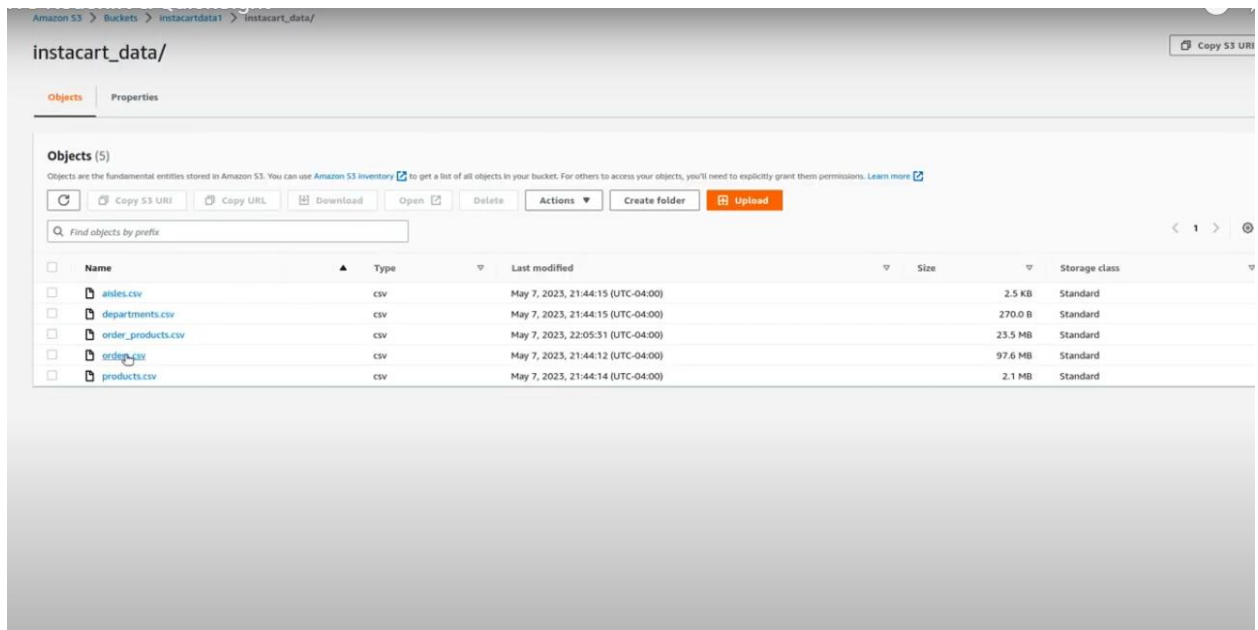 Amazon S3 > Buckets > instacartdata1 > instacart_data/
instacart_data/
Copy S3 URI
Objects Properties
Objects (5)
Objects are the fundamental entities stored in Amazon S3. You can use Amazon S3 inventory to get a list of all objects in your bucket. For others to access your objects, you'll need to explicitly grant them permissions. Learn more
Copy S3 URI Copy URL Download Open Delete Actions Create folder Upload
Find objects by prefix
1
Name Type Last modified Size Storage class
aisles.csv csv May 7, 2023, 21:44:15 (UTC-04:00) 2.5 KB Standard
departments.csv csv May 7, 2023, 21:44:15 (UTC-04:00) 270.0 B Standard
order_products.csv csv May 7, 2023, 22:05:31 (UTC-04:00) 23.5 MB Standard
orders.csv csv May 7, 2023, 21:44:12 (UTC-04:00) 97.6 MB Standard
products.csv csv May 7, 2023, 21:44:14 (UTC-04:00) 2.1 MB Standard